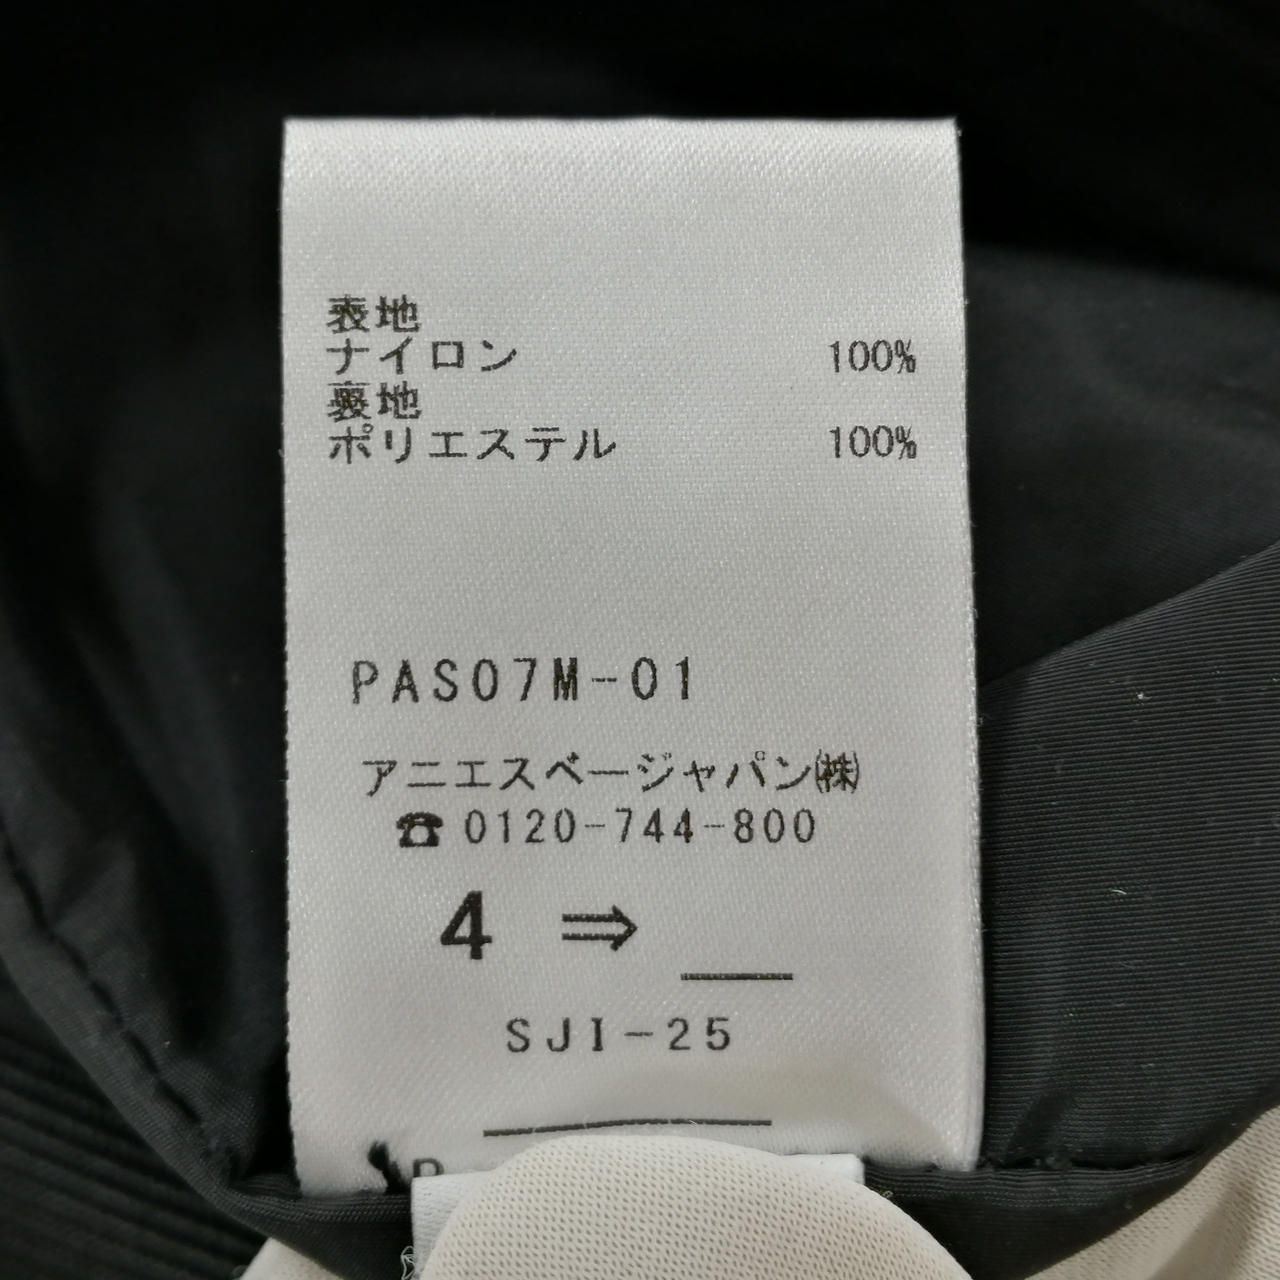 表地
ナイロン 100%
裏地
ポリエステル 100%
PAS07M-01
アニエスベージャパン㈱
☎0120-744-800
4 ⇒
SJI-25